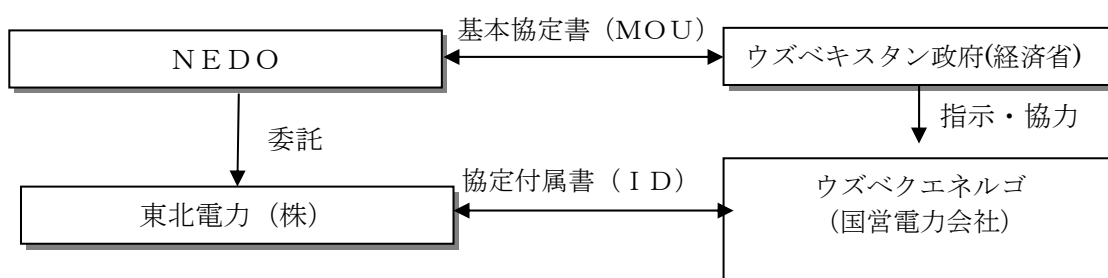 基本協定書（MOU）
ＮＥＤＯ
ウズベキスタン政府(経済省)
委託
指示・協力
協定付属書（ＩＤ）
東北電力（株）
ウズベクエネルゴ
（国営電力会社）